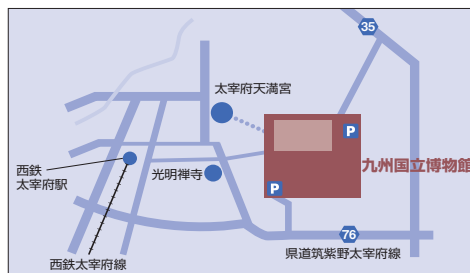 35
太宰府天満宮
P
九州国立博物館
西鉄
太宰府駅
光明禅寺
P
76
県道筑紫野太宰府線
西鉄太宰府線